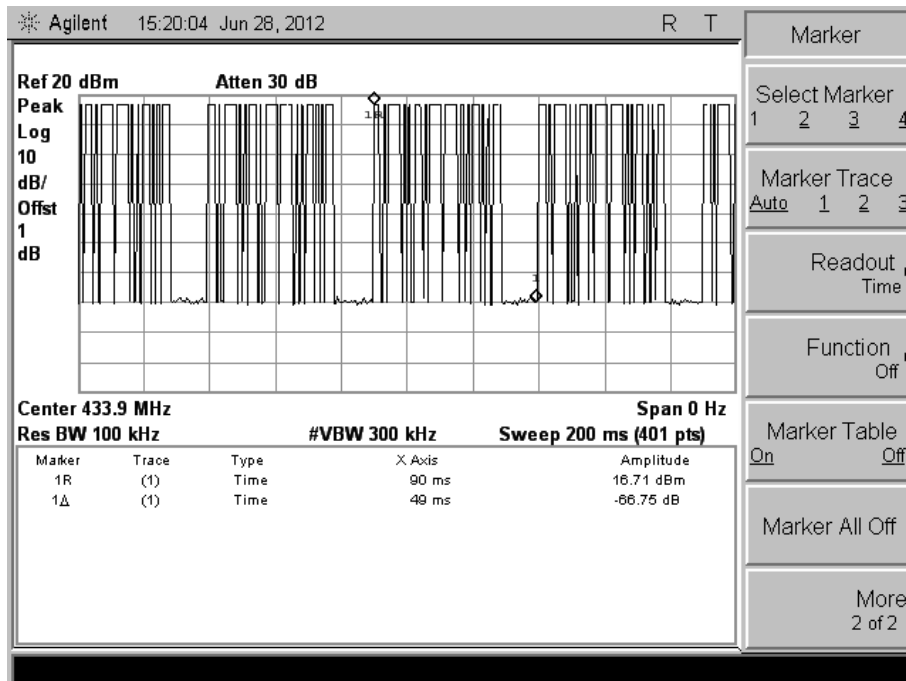 Agilent 15:20:04 Jun 28, 2012 R T
Ref 20 dBm Atten 30 dB
Peak
Log
10
dB/
Offst
1
dB
1R
1
Center 433.9 MHz Span 0 Hz
Res BW 100 kHz #VBW 300 kHz Sweep 200 ms (401 pts)
Marker Trace Type X Axis Amplitude
1R (1) Time 90 ms 16.71 dBm
1Δ (1) Time 49 ms -66.75 dB
Marker
Select Marker
1 2 3 4
Marker Trace
Auto 1 2 3
Readout
Time
Function
Off
Marker Table
On Off
Marker All Off
More
2 of 2